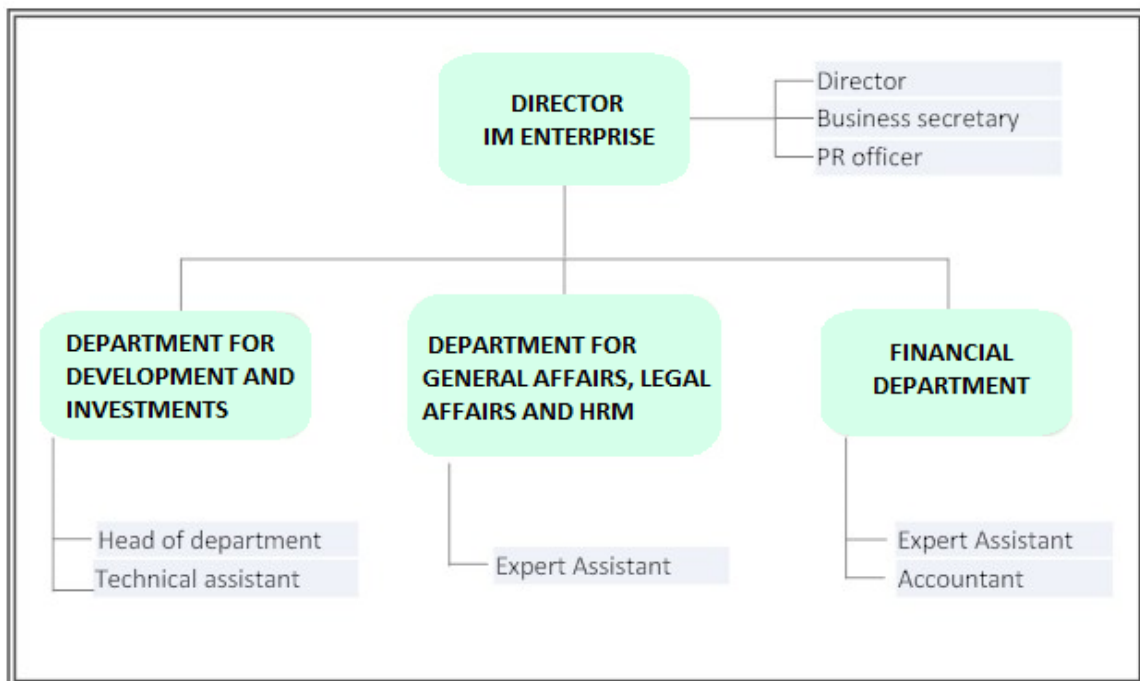 DIRECTOR
IM ENTERPRISE
Director
Business secretary
PR officer
DEPARTMENT FOR
DEVELOPMENT AND
INVESTMENTS
DEPARTMENT FOR
GENERAL AFFAIRS, LEGAL
AFFAIRS AND HRM
FINANCIAL
DEPARTMENT
Head of department
Technical assistant
Expert Assistant
Expert Assistant
Accountant